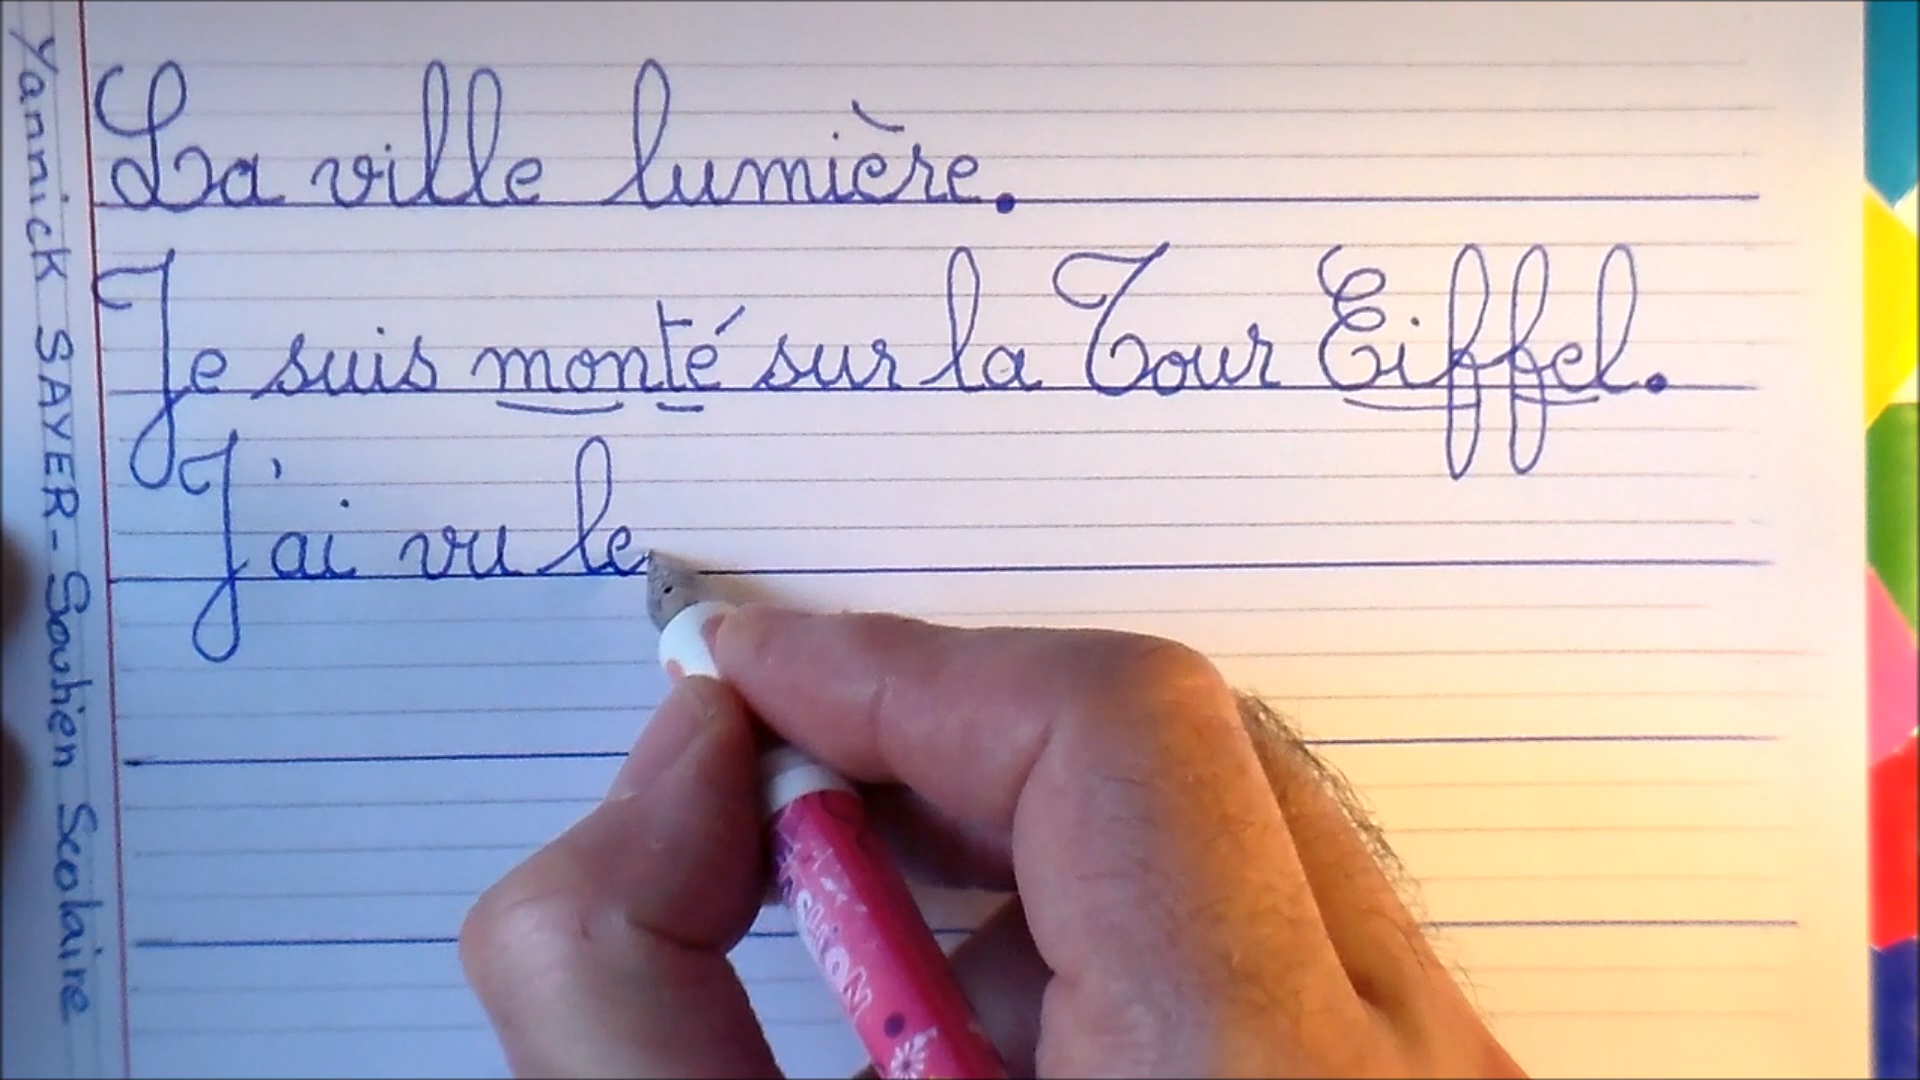 La ville lumière.
Je suis monté sur la Tour Eiffel.
J'ai vu le
Yannick SAYER - Soutien Scolaire